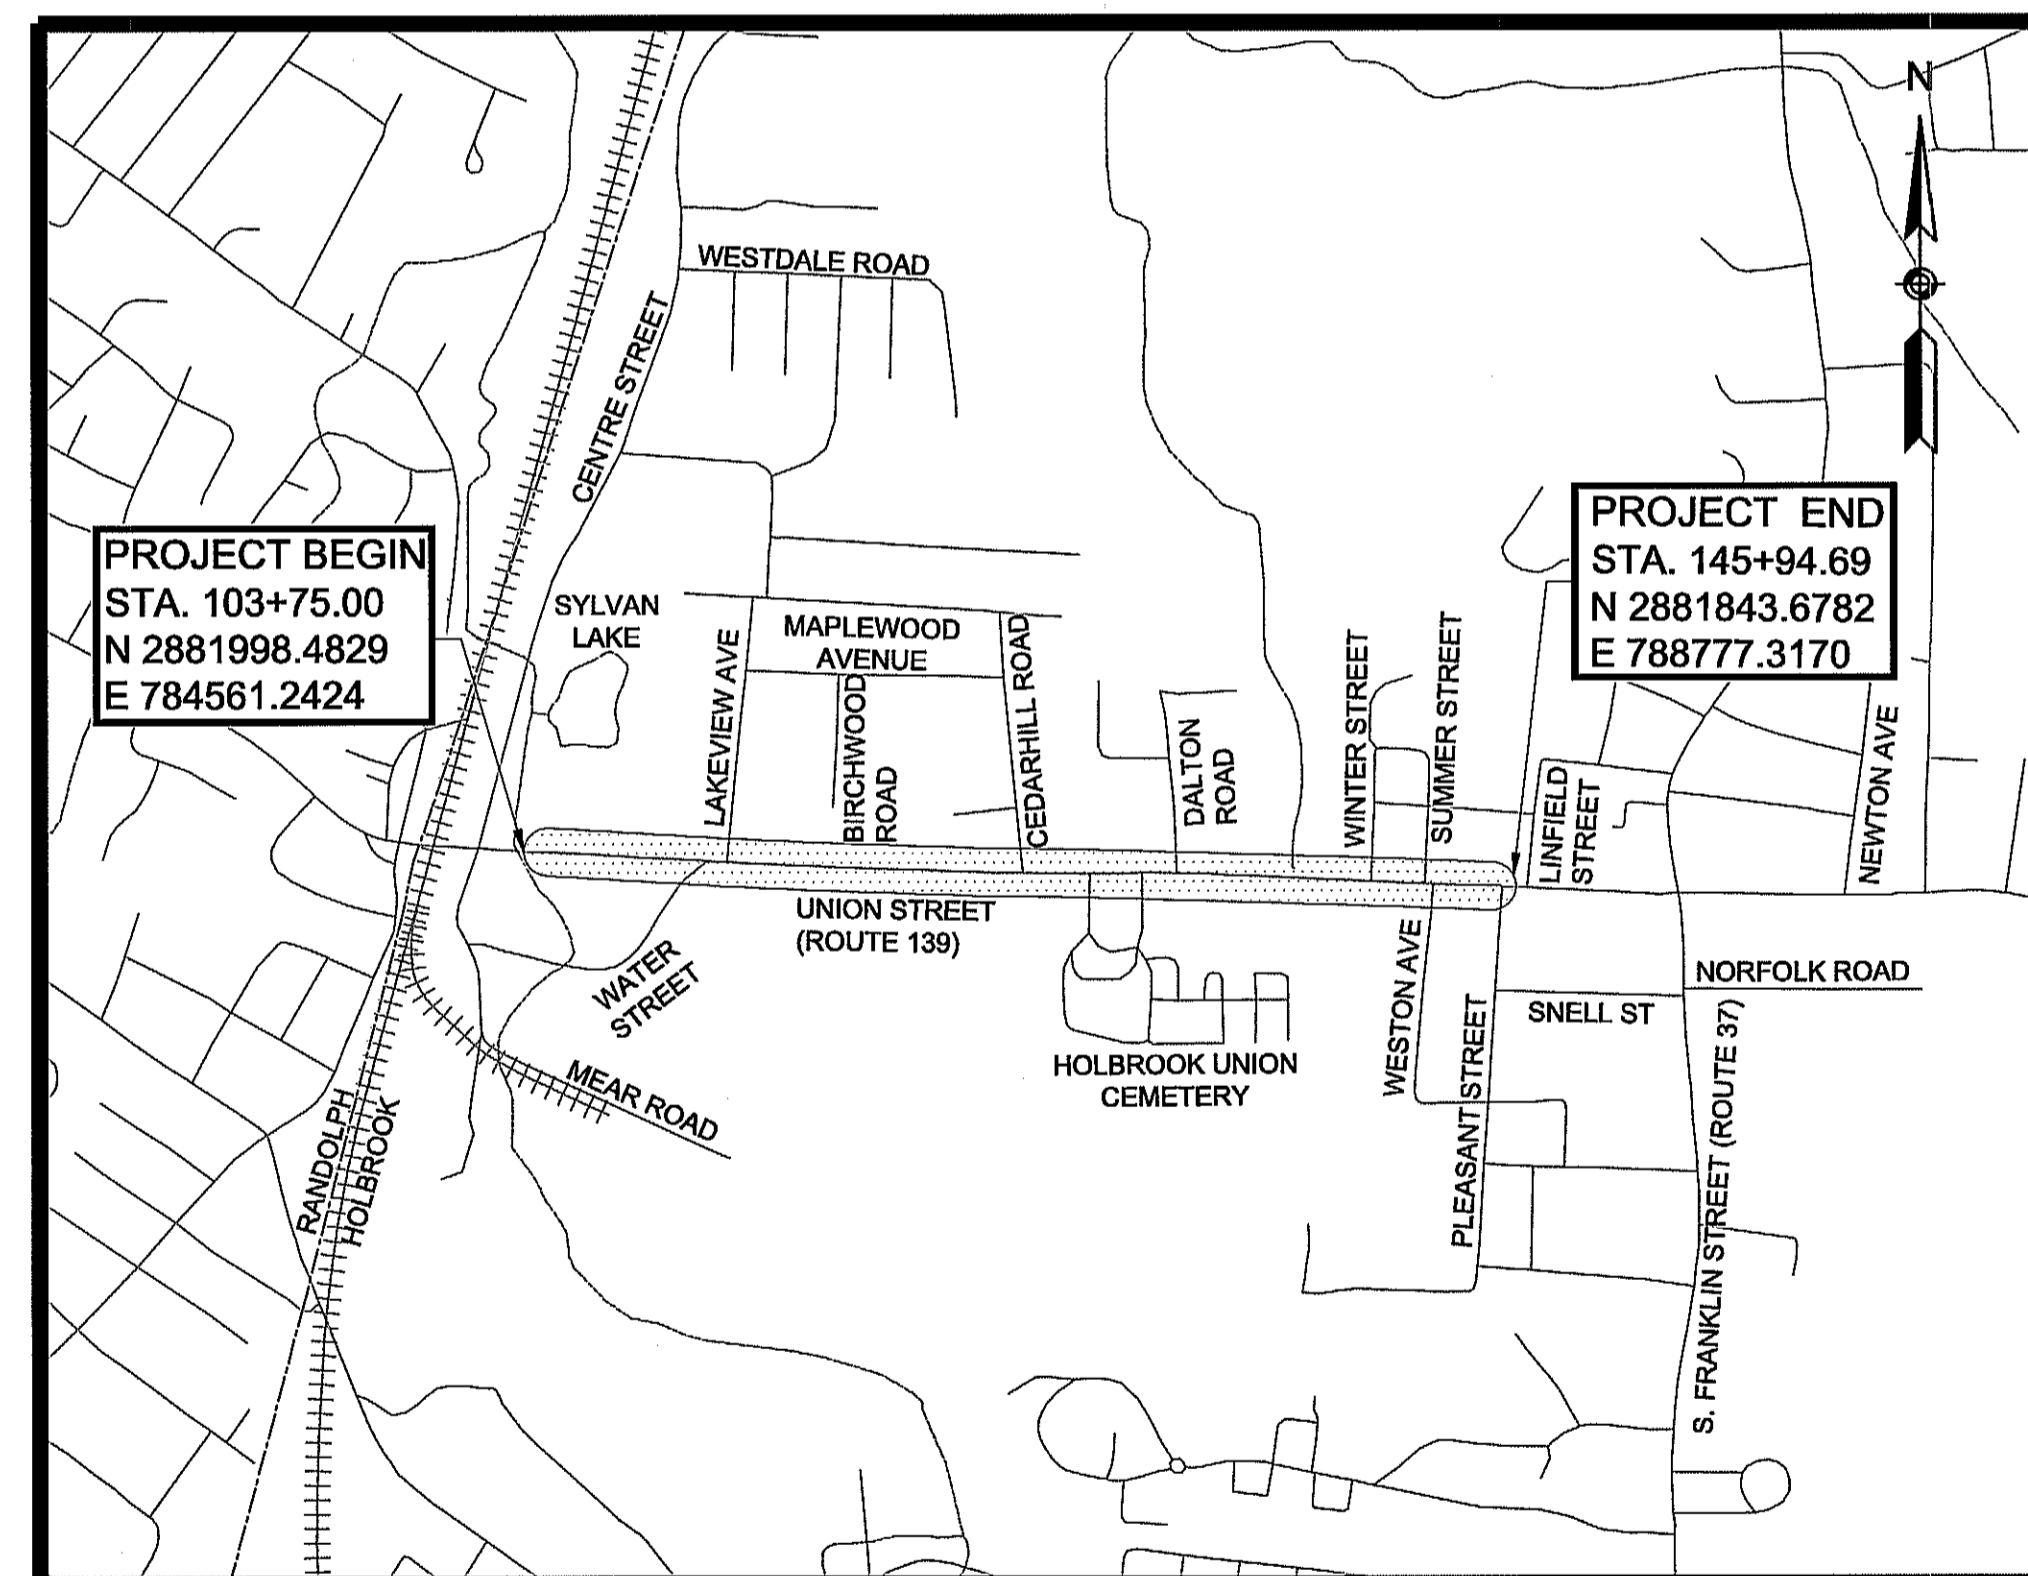 N
WESTDALE ROAD
CENTRE STREET
PROJECT BEGIN
STA. 103+75.00
N 2881998.4829
E 784561.2424
PROJECT END
STA. 145+94.69
N 2881843.6782
E 788777.3170
SYLVAN
LAKE
LAKEVIEW AVE
MAPLEWOOD
AVENUE
BIRCHWOOD
ROAD
CEDARHILL ROAD
DALTON
ROAD
WINTER STREET
SUMMER STREET
LINFIELD
STREET
NEWTON AVE
UNION STREET
(ROUTE 139)
WATER
STREET
MEAR ROAD
HOLBROOK UNION
CEMETERY
WESTON AVE
PLEASANT STREET
SNELL ST
NORFOLK ROAD
S. FRANKLIN STREET (ROUTE 37)
RANDOLPH
HOLBROOK